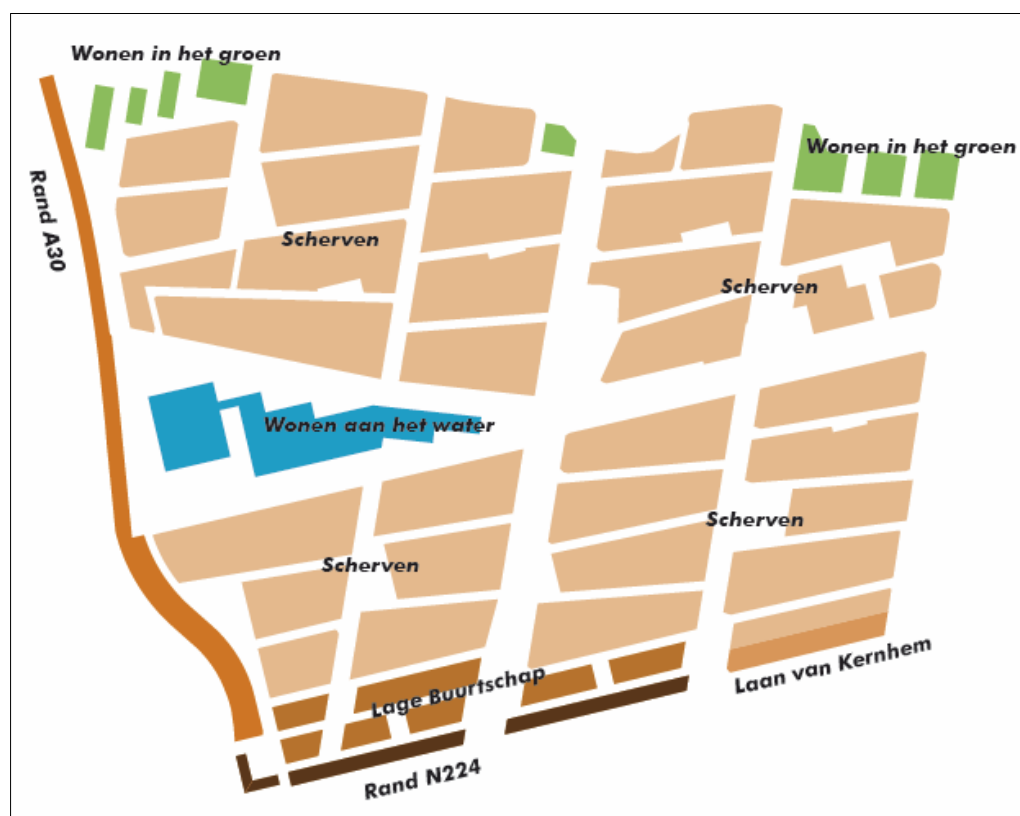 Wonen in het groen
Wonen in het groen
Rand A30
Scherven
Scherven
Wonen aan het water
Scherven
Scherven
Laan van Kernhem
Lage Buurtschap
Rand N224